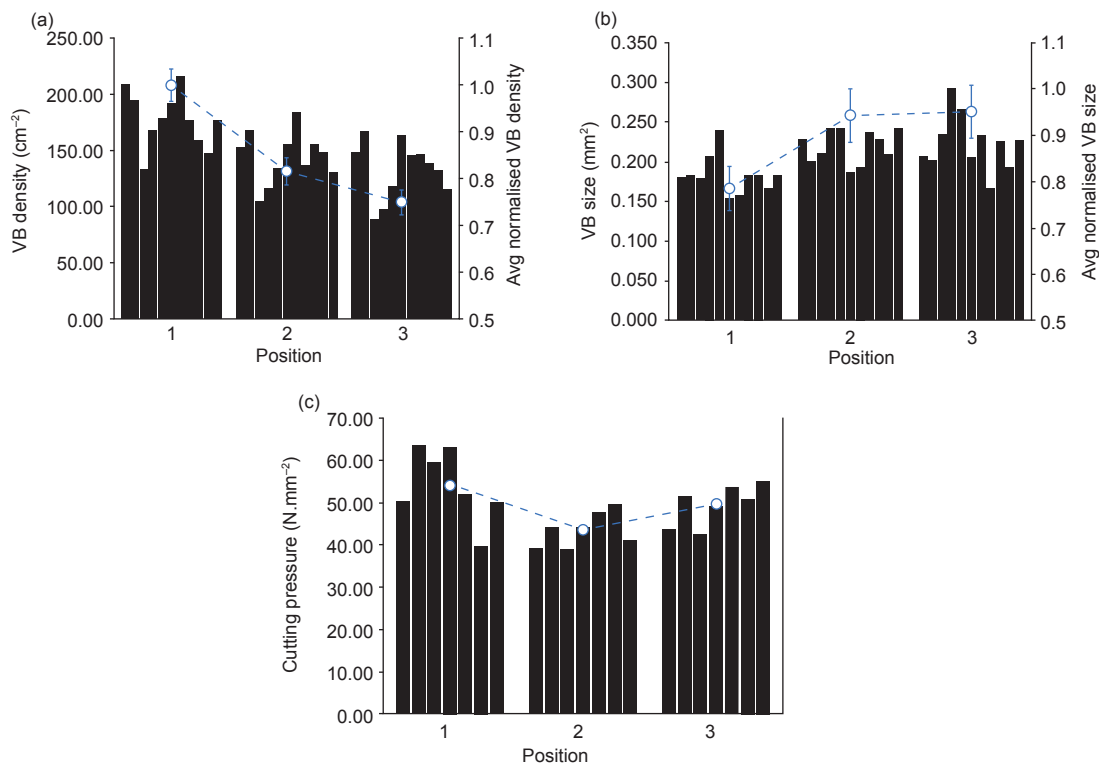 (a)
250.00
200.00
150.00
100.00
50.00
0.00
VB density (cm⁻²)
1.1
1.0
0.9
0.8
0.7
0.6
0.5
Avg normalised VB density
1 2 3
Position
(b)
0.350
0.300
0.250
0.200
0.150
0.100
0.050
0.000
VB size (mm²)
1.1
1.0
0.9
0.8
0.7
0.6
0.5
Avg normalised VB size
1 2 3
Position
(c)
70.00
60.00
50.00
40.00
30.00
20.00
10.00
0.00
Cutting pressure (N.mm⁻²)
1 2 3
Position